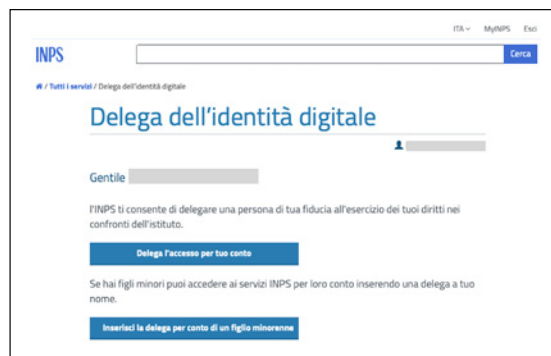 ITA MyINPS Esci
INPS Cerca
/ Tutti i servizi / Delega dell'identità digitale
Delega dell'identità digitale
Gentile
l'INPS ti consente di delegare una persona di tua fiducia all'esercizio dei tuoi diritti nei
confronti dell'istituto.
Delega l'accesso per tuo conto
Se hai figli minori puoi accedere ai servizi INPS per loro conto inserendo una delega a tuo
nome.
Inserisci la delega per conto di un figlio minorenne